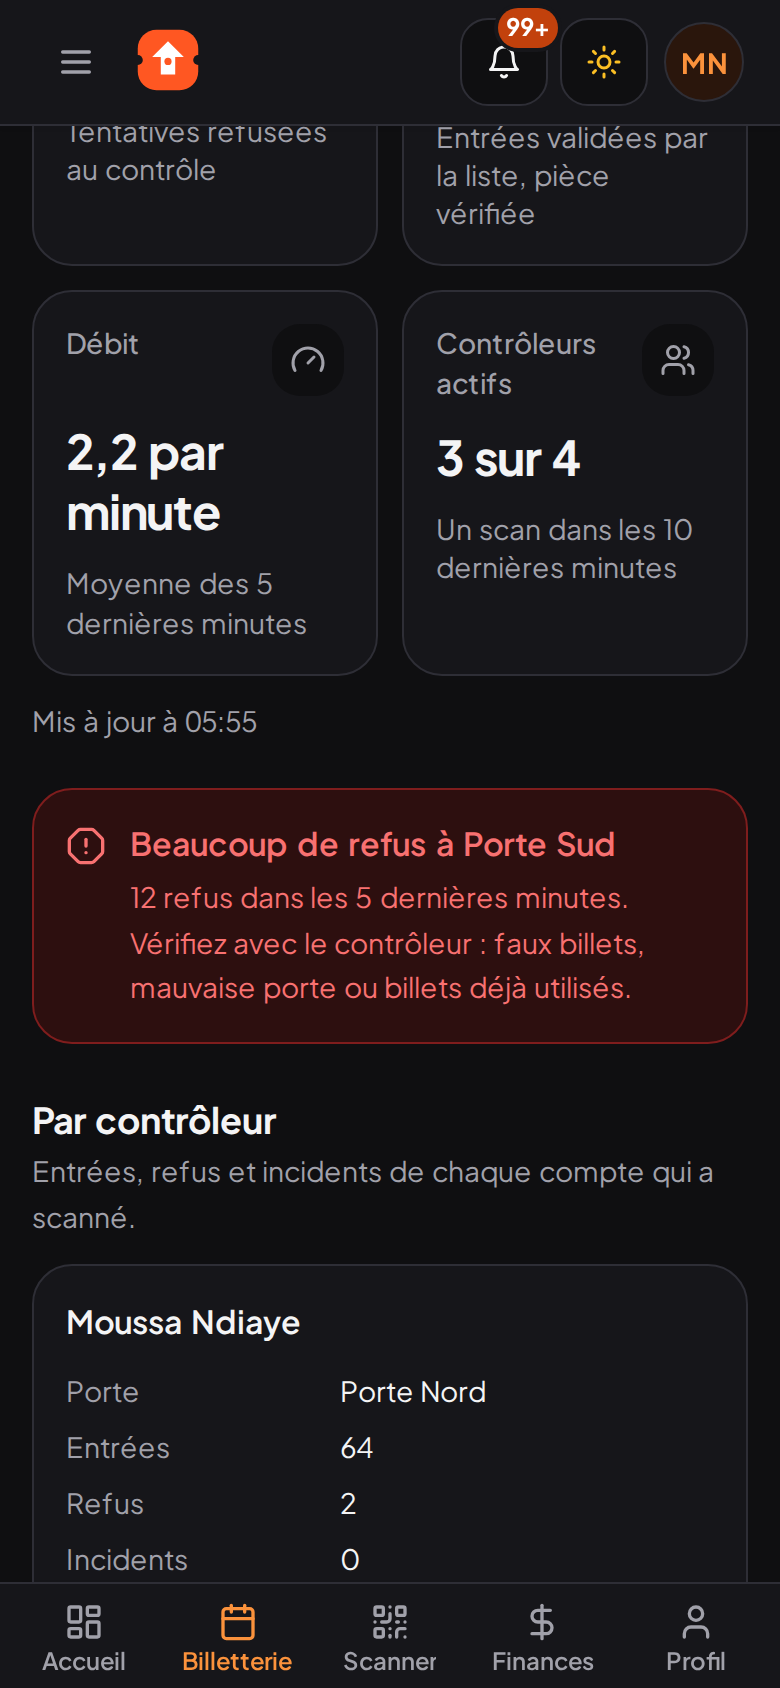 99+
MN
Tentatives refusées
au contrôle
Entrées validées par
la liste, pièce
vérifiée
Débit
2,2 par
minute
Moyenne des 5
dernières minutes
Contrôleurs
actifs
3 sur 4
Un scan dans les 10
dernières minutes
Mis à jour à 05:55
Beaucoup de refus à Porte Sud
12 refus dans les 5 dernières minutes.
Vérifiez avec le contrôleur : faux billets,
mauvaise porte ou billets déjà utilisés.
Par contrôleur
Entrées, refus et incidents de chaque compte qui a
scanné.
Moussa Ndiaye
Porte Porte Nord
Entrées 64
Refus 2
Incidents 0
Accueil Billetterie Scanner Finances Profil